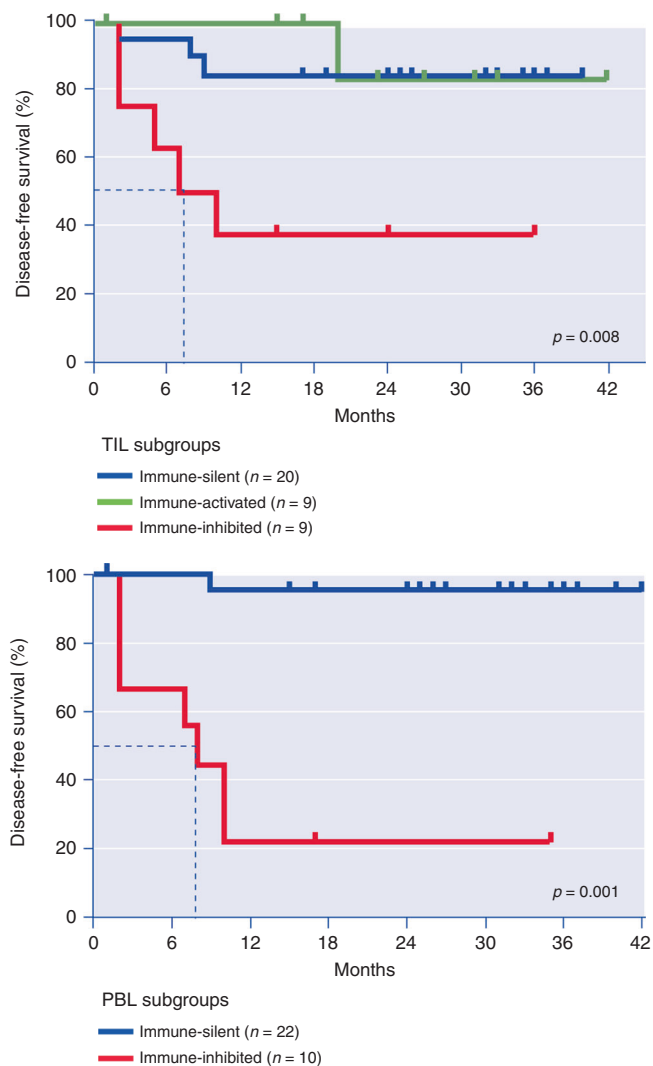 Disease-free survival (%)
100
80
60
40
20
0
p = 0.008
0 6 12 18 24 30 36 42
Months
TIL subgroups
Immune-silent (n = 20)
Immune-activated (n = 9)
Immune-inhibited (n = 9)
Disease-free survival (%)
100
80
60
40
20
0
p = 0.001
0 6 12 24 30 36 42
Months
PBL subgroups
Immune-silent (n = 22)
Immune-inhibited (n = 10)